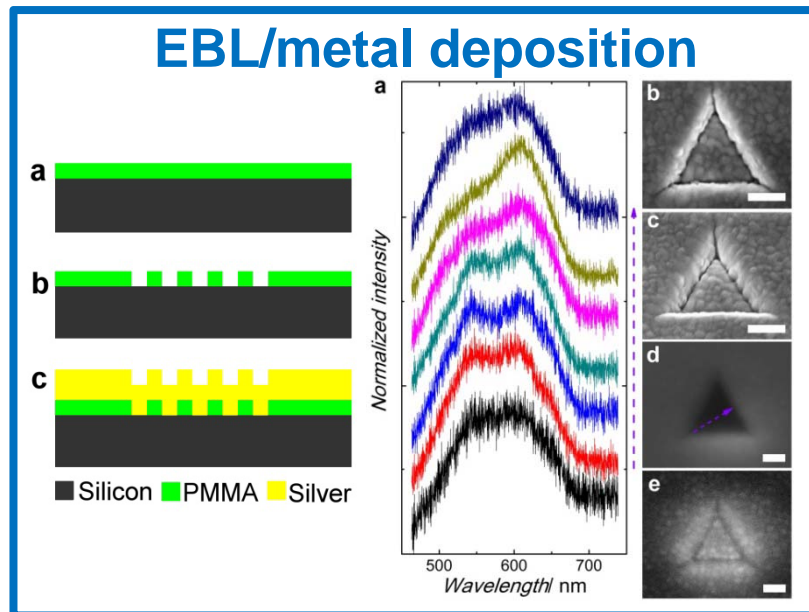 EBL/metal deposition
a
b
c
Silicon PMMA Silver
a
Normalized intensity
500 600 700
Wavelength/ nm
b
c
d
e